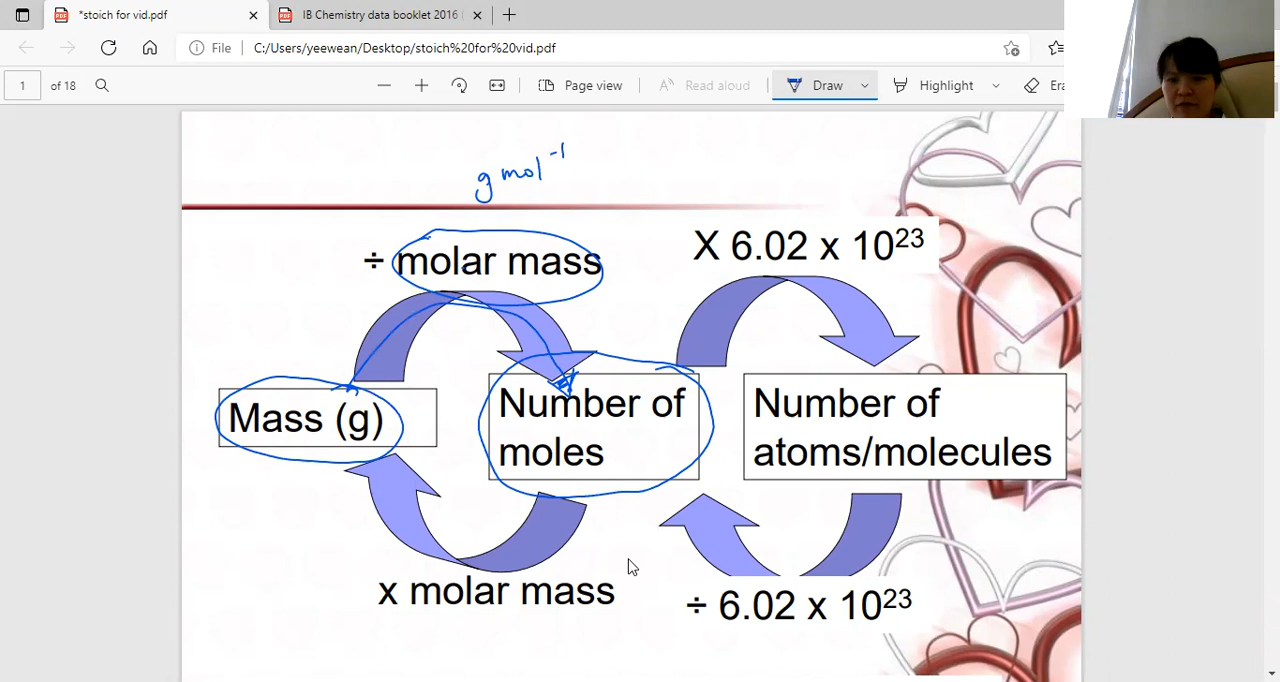 *stoich for vid.pdf
IB Chemistry data booklet 2016
File
C:/Users/yeewean/Desktop/stoich%20for%20vid.pdf
1 of 18
Page view
Read aloud
Draw
Highlight
Era
g mol⁻¹
÷ molar mass
X 6.02 x 10²³
Mass (g)
Number of
moles
Number of
atoms/molecules
x molar mass
÷ 6.02 x 10²³